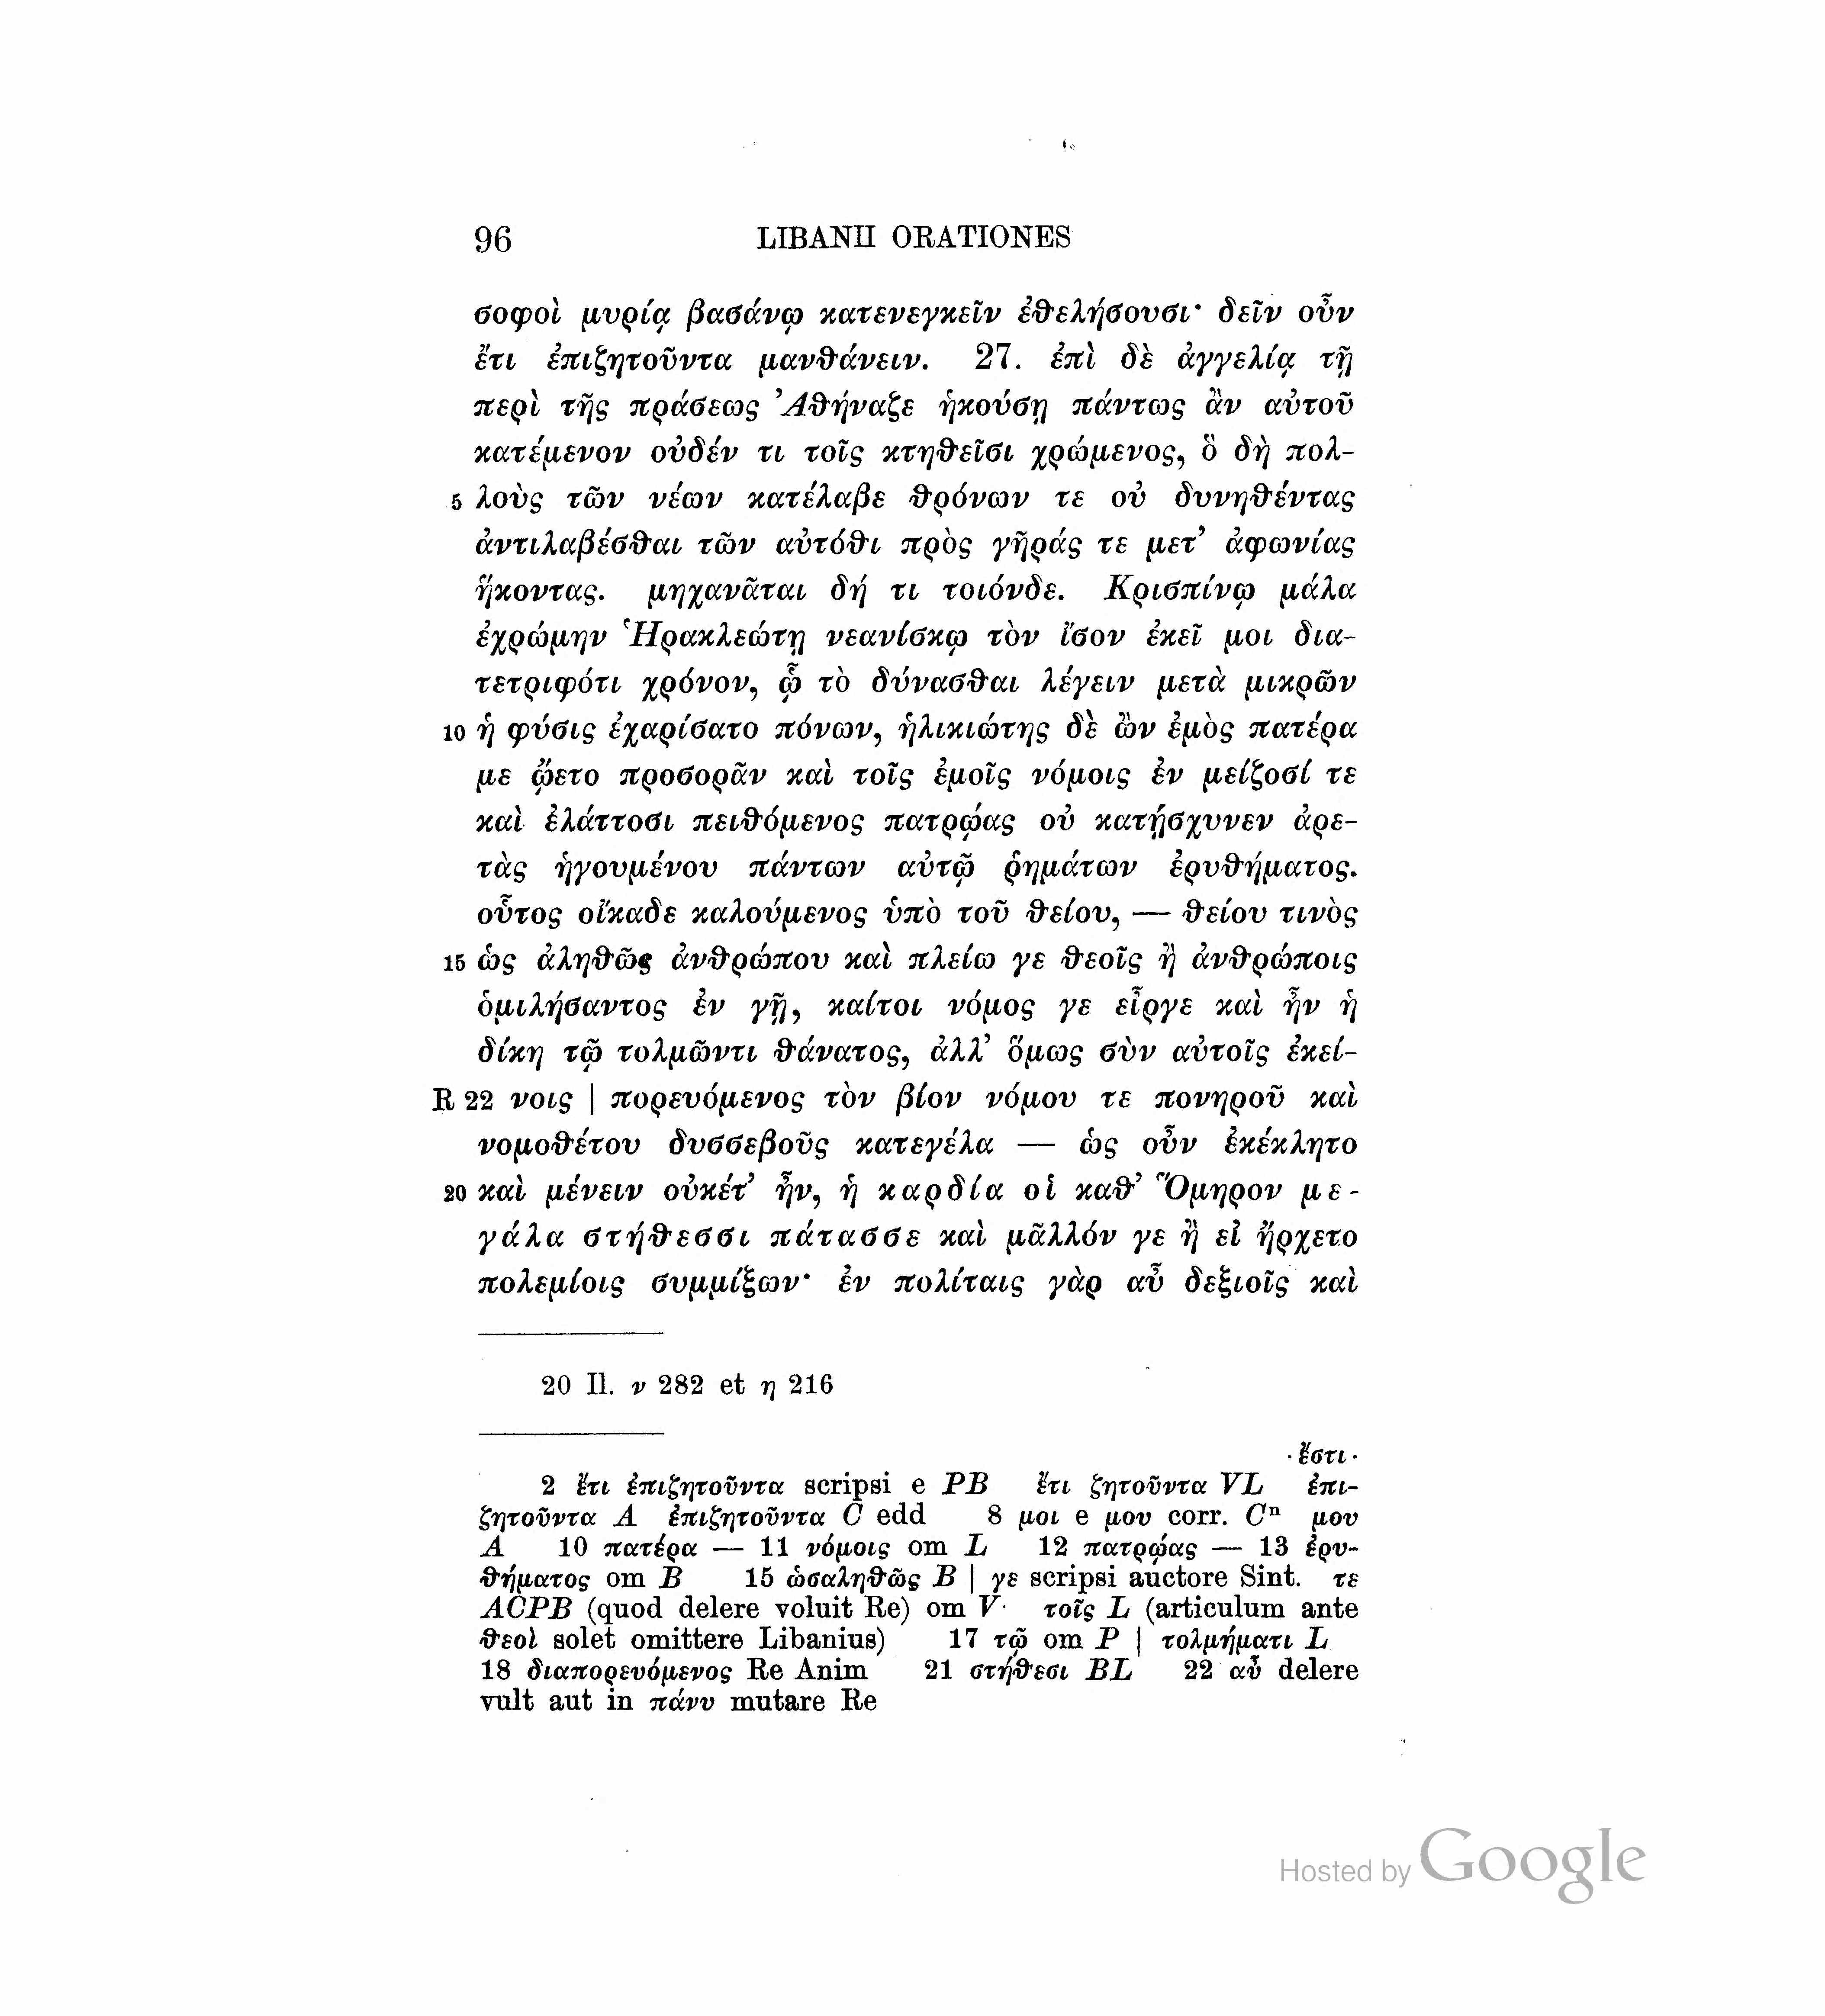 96 LIBANII ORATIONES
σοφοὶ μυρίᾳ βασάνῳ κατενεγκεῖν ἐθελήσουσι· δεῖν οὖν
ἔτι ἐπιζητοῦντα μανθάνειν. 27. ἐπὶ δὲ ἀγγελίᾳ τῇ
περὶ τῆς πράσεως Ἀθήναζε ἠκούσῃ πάντως ἂν αὐτοῦ
κατέμενον οὐδέν τι τοῖς κτηθεῖσι χρώμενος, ὃ δὴ πολ-
5 λοὺς τῶν νέων κατέλαβε θρόνων τε οὐ δυνηθέντας
ἀντιλαβέσθαι τῶν αὐτόθι πρὸς γῆράς τε μετ’ ἀφωνίας
ἥκοντας. μηχανᾶται δή τι τοιόνδε. Κρισπίνῳ μάλα
ἐχρώμην Ἡρακλεώτῃ νεανίσκῳ τὸν ἴσον ἐκεῖ μοι δια-
τετριφότι χρόνον, ᾧ τὸ δύνασθαι λέγειν μετὰ μικρῶν
10 ἡ φύσις ἐχαρίσατο πόνων, ἡλικιώτης δὲ ὢν ἐμὸς πατέρα
με ᾤετο προσορᾶν καὶ τοῖς ἐμοῖς νόμοις ἐν μείζοσί τε
καὶ ἐλάττοσι πειθόμενος πατρῴας οὐ κατῄσχυνεν ἀρε-
τὰς ἡγουμένου πάντων αὐτῷ ῥημάτων ἐρυθήματος.
οὗτος οἴκαδε καλούμενος ὑπὸ τοῦ θείου, — θείου τινὸς
15 ὡς ἀληθῶς ἀνθρώπου καὶ πλείω γε θεοῖς ἢ ἀνθρώποις
ὁμιλήσαντος ἐν γῇ, καίτοι νόμος γε εἶργε καὶ ἦν ἡ
δίκη τῷ τολμῶντι θάνατος, ἀλλ’ ὅμως σὺν αὐτοῖς ἐκεί-
R 22 νοις | πορευόμενος τὸν βίον νόμου τε πονηροῦ καὶ
νομοθέτου δυσσεβοῦς κατεγέλα — ὡς οὖν ἐκέκλητο
20 καὶ μένειν οὐκέτ’ ἦν, ἡ καρδία οἱ καθ’ Ὅμηρον με-
γάλα στήθεσσι πάτασσε καὶ μᾶλλόν γε ἢ εἰ ἤρχετο
πολεμίοις συμμίξων· ἐν πολίταις γὰρ αὖ δεξιοῖς καὶ
20 Il. ν 282 et η 216
·ἔστι·
2 ἔτι ἐπιζητοῦντα scripsi e PB ἔτι ζητοῦντα VL ἐπι-
ζητοῦντα A ἐπιζητοῦντα C edd 8 μοι e μου corr. Cⁿ μου
A 10 πατέρα — 11 νόμοις om L 12 πατρῴας — 13 ἐρυ-
θήματος om B 15 ὡσαληθῶς B | γε scripsi auctore Sint. τε
ACPB (quod delere voluit Re) om V· τοῖς L (articulum ante
θεοὶ solet omittere Libanius) 17 τῷ om P | τολμήματι L
18 διαπορευόμενος Re Anim 21 στήθεσι BL 22 αὖ delere
vult aut in πάνυ mutare Re
Hosted by Google